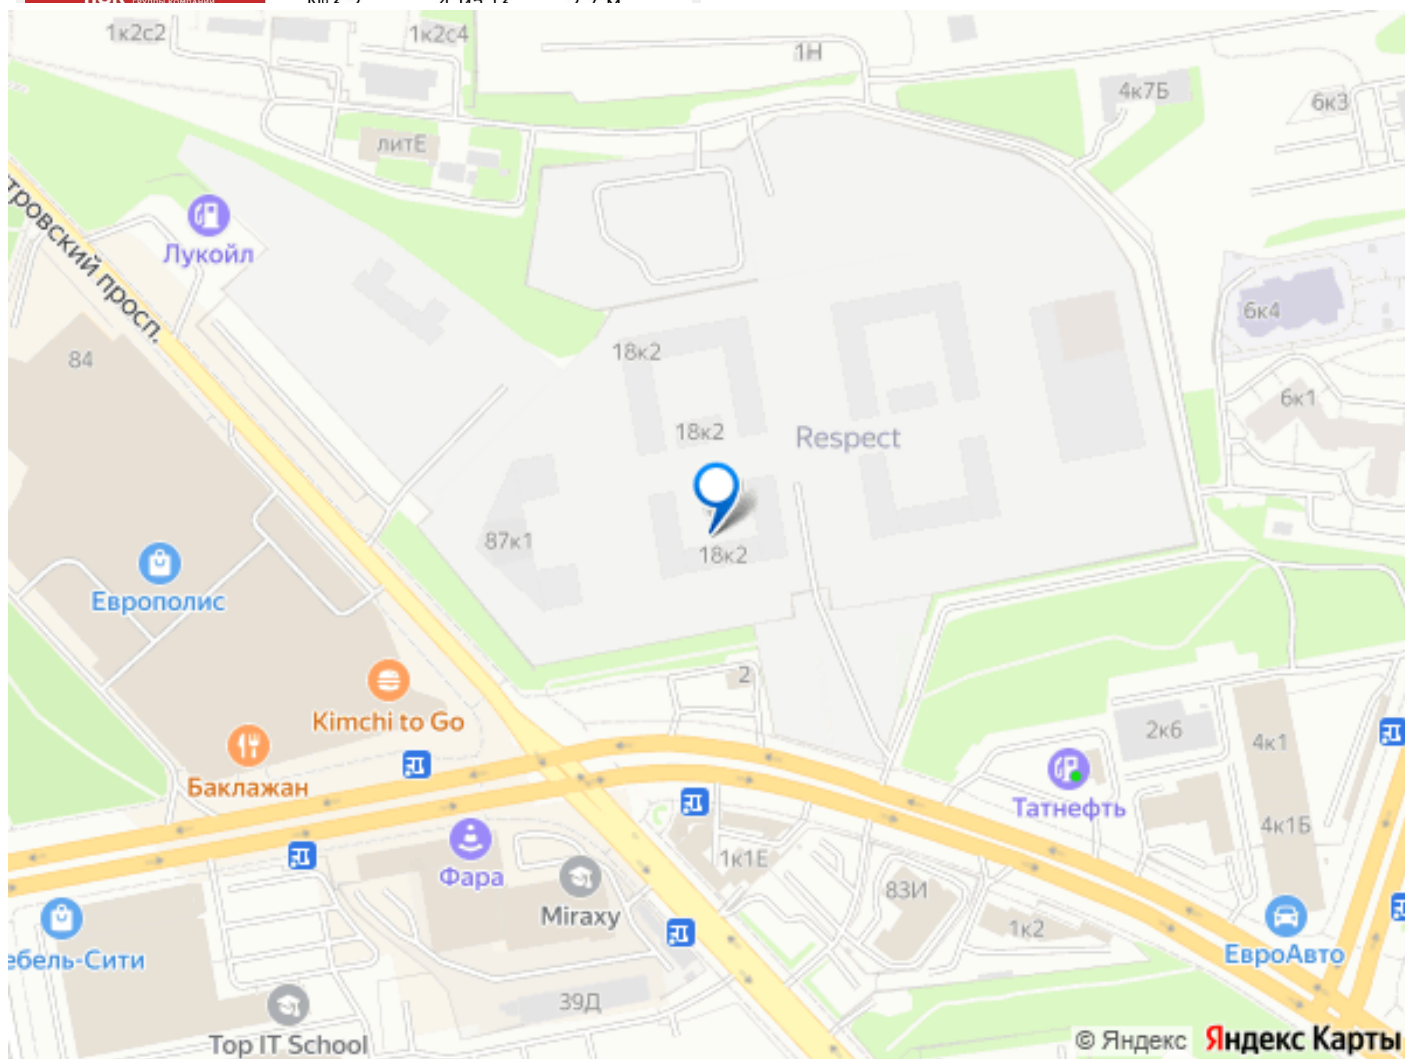 1к2с2
1к2с4
1Н
4к7Б
6к3
литЕ
тровский просп.
Лукойл
6к4
84
18к2
6к1
18к2
Respect
87к1
18к2
Европолис
2
Kimchi to Go
2к6
4к1
Баклажан
Татнефть
4к1Б
Фара
1к1Е
83И
Miraxy
1к2
ебель-Сити
ЕвроАвто
39Д
Top IT School
© Яндекс Яндекс Карты